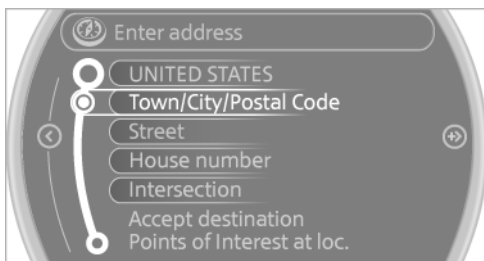 Enter address
UNITED STATES
Town/City/Postal Code
Street
House number
Intersection
Accept destination
Points of Interest at loc.